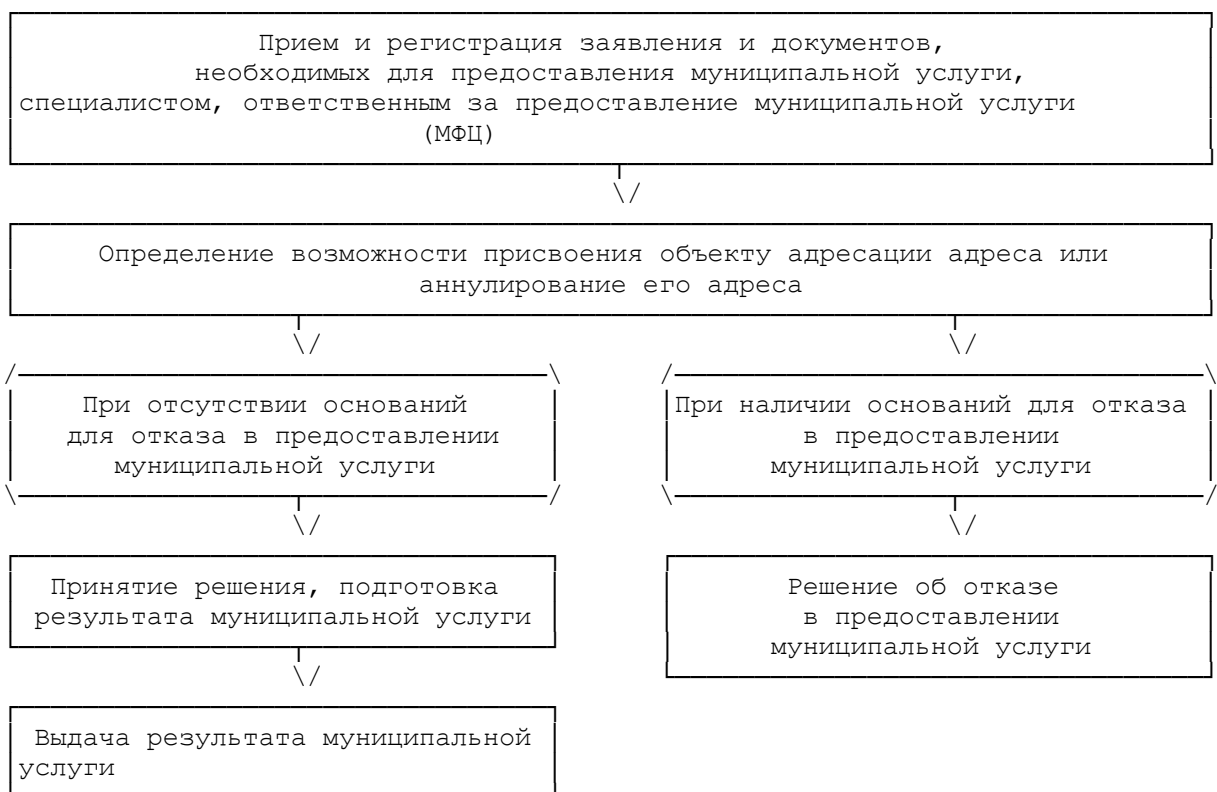 Прием и регистрация заявления и документов,
необходимых для предоставления муниципальной услуги,
специалистом, ответственным за предоставление муниципальной услуги
(МФЦ)
Определение возможности присвоения объекту адресации адреса или
аннулирование его адреса
При отсутствии оснований
для отказа в предоставлении
муниципальной услуги
При наличии оснований для отказа
в предоставлении
муниципальной услуги
Принятие решения, подготовка
результата муниципальной услуги
Решение об отказе
в предоставлении
муниципальной услуги
Выдача результата муниципальной
услуги